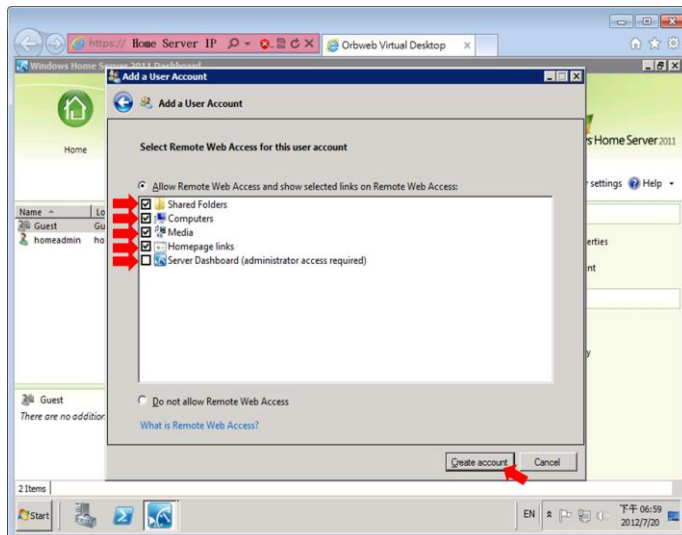 https:// Home Server IP
Orbweb Virtual Desktop
Windows Home Server 2011 Dashboard
Add a User Account
Add a User Account
Home
s Home Server 2011
Select Remote Web Access for this user account
settings Help
Allow Remote Web Access and show selected links on Remote Web Access:
Name Lo
Shared Folders
Guest Gu
Computers
homeadmin ho
Media
erties
Homepage links
Server Dashboard (administrator access required)
nt
y
Guest
Do not allow Remote Web Access
There are no addition
What is Remote Web Access?
Create account Cancel
2 Items
Start
EN
下午 06:59
2012/7/20